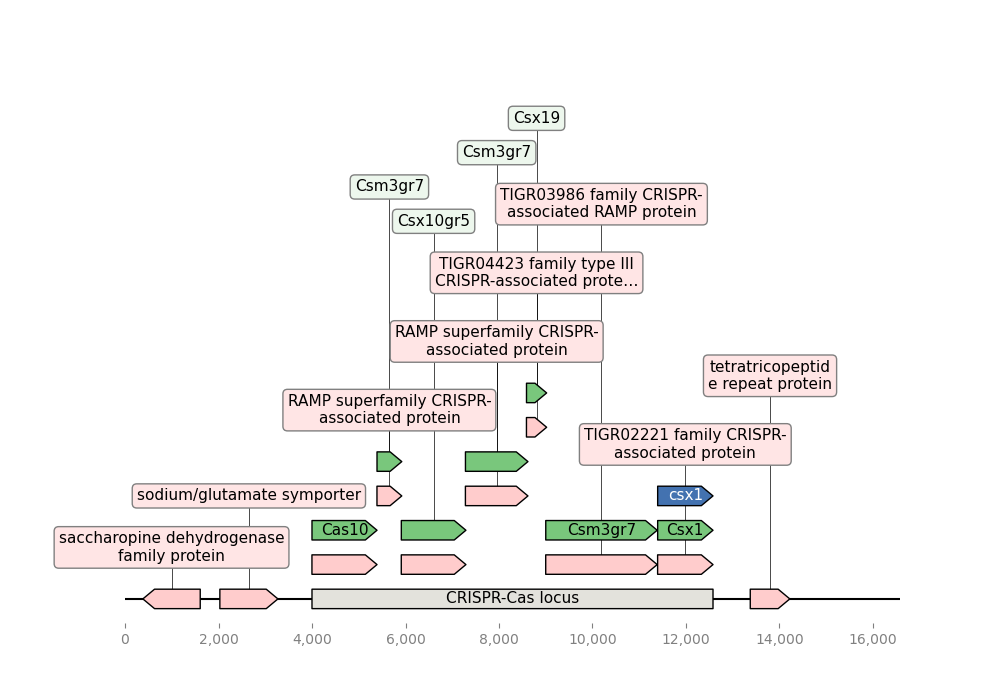 Csx19
Csm3gr7
Csm3gr7
TIGR03986 family CRISPR-
associated RAMP protein
Csx10gr5
TIGR04423 family type III
CRISPR-associated prote…
RAMP superfamily CRISPR-
associated protein
tetratricopeptid
e repeat protein
RAMP superfamily CRISPR-
associated protein
TIGR02221 family CRISPR-
associated protein
sodium/glutamate symporter
csx1
saccharopine dehydrogenase
family protein
Cas10
Csm3gr7
Csx1
CRISPR-Cas locus
0
2,000
4,000
6,000
8,000
10,000
12,000
14,000
16,000